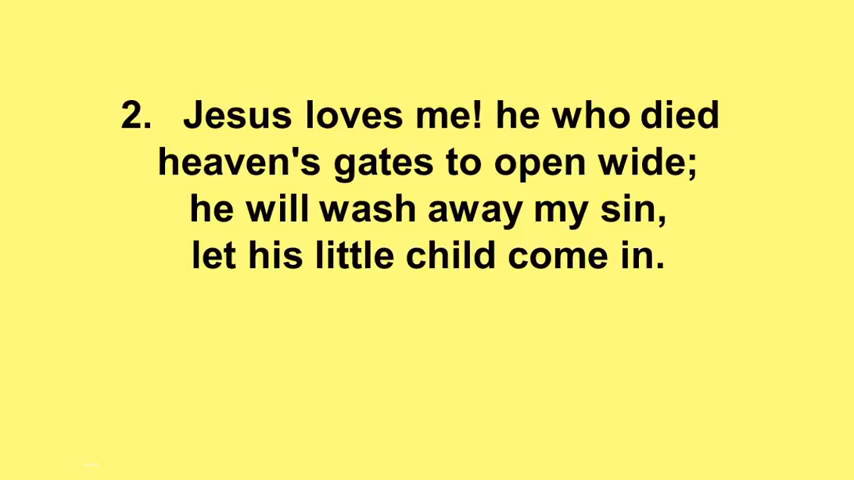 2. Jesus loves me! he who died
heaven's gates to open wide;
he will wash away my sin,
let his little child come in.